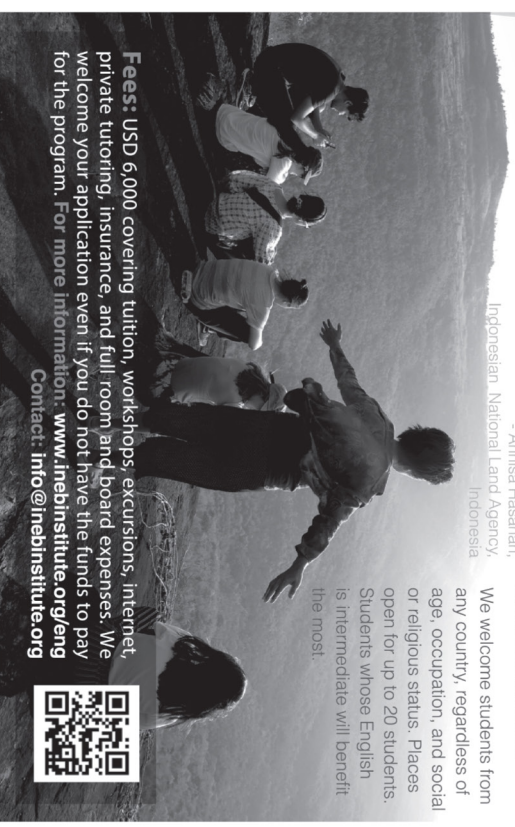 - Annisa Hasanah,
Indonesian National Land Agency,
Indonesia
We welcome students from
any country, regardless of
age, occupation, and social
or religious status. Places
open for up to 20 students.
Students whose English
is intermediate will benefit
the most.
Fees: USD 6,000 covering tuition, workshops, excursions, internet,
private tutoring, insurance, and full room and board expenses. We
welcome your application even if you do not have the funds to pay
for the program. For more information: www.inebinstitute.org/eng
Contact: info@inebinstitute.org